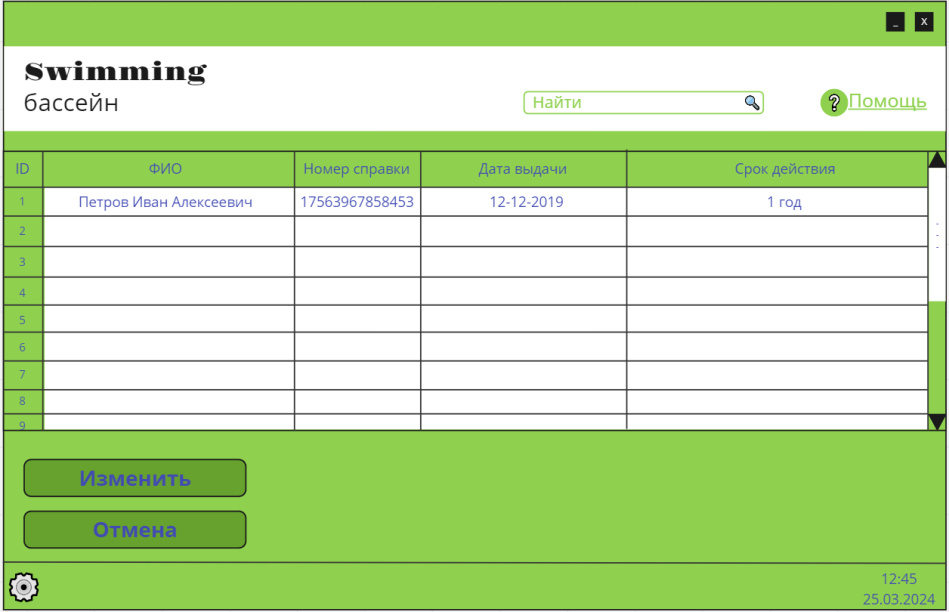 _ X
Swimming
бассейн
Найти
? Помощь
ID ФИО Номер справки Дата выдачи Срок действия
1 Петров Иван Алексеевич 17563967858453 12-12-2019 1 год
2
3
4
5
6
7
8
9
Изменить
Отмена
12:45
25.03.2024